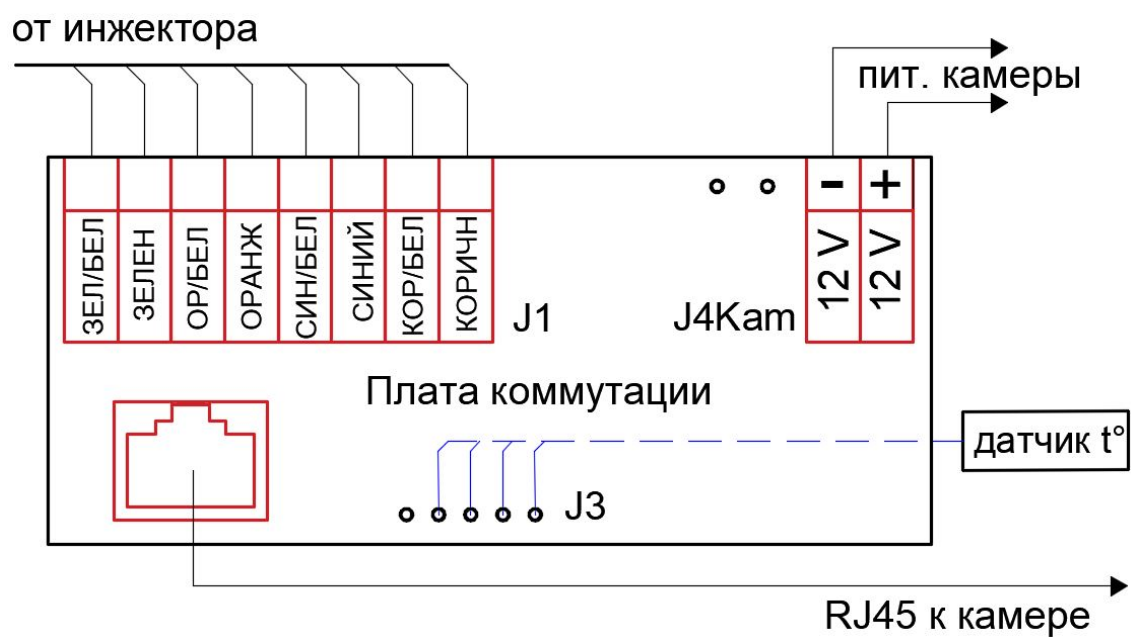 от инжектора
пит. камеры
- +
ЗЕЛ/БЕЛ
ЗЕЛЕН
ОР/БЕЛ
ОРАНЖ
СИН/БЕЛ
СИНИЙ
КОР/БЕЛ
КОРИЧН
J1
J4Kam
12 V
12 V
Плата коммутации
датчик t°
J3
RJ45 к камере